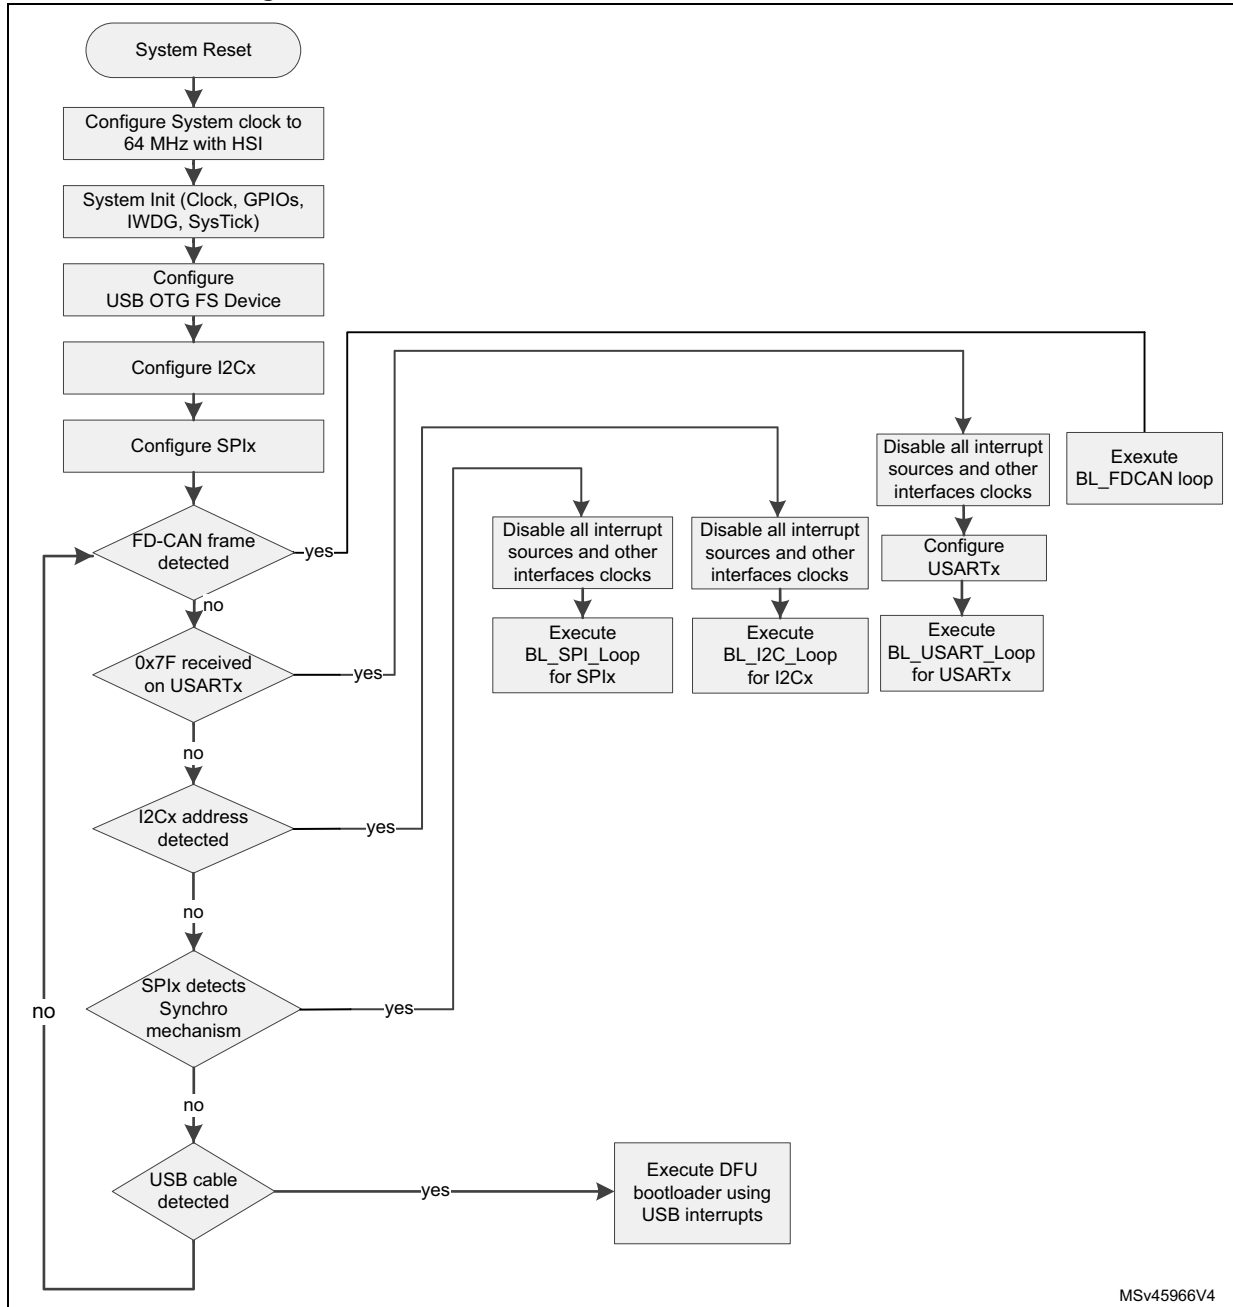 System Reset
Configure System clock to
64 MHz with HSI
System Init (Clock, GPIOs,
IWDG, SysTick)
Configure
USB OTG FS Device
Configure I2Cx
Configure SPIx
FD-CAN frame
detected
yes
no
0x7F received
on USARTx
yes
no
I2Cx address
detected
yes
no
SPIx detects
Synchro
mechanism
yes
no
USB cable
detected
yes
no
Disable all interrupt
sources and other
interfaces clocks
Execute
BL_SPI_Loop
for SPIx
Disable all interrupt
sources and other
interfaces clocks
Execute
BL_I2C_Loop
for I2Cx
Disable all interrupt
sources and other
interfaces clocks
Configure
USARTx
Execute
BL_USART_Loop
for USARTx
Exexute
BL_FDCAN loop
Execute DFU
bootloader using
USB interrupts
MSv45966V4